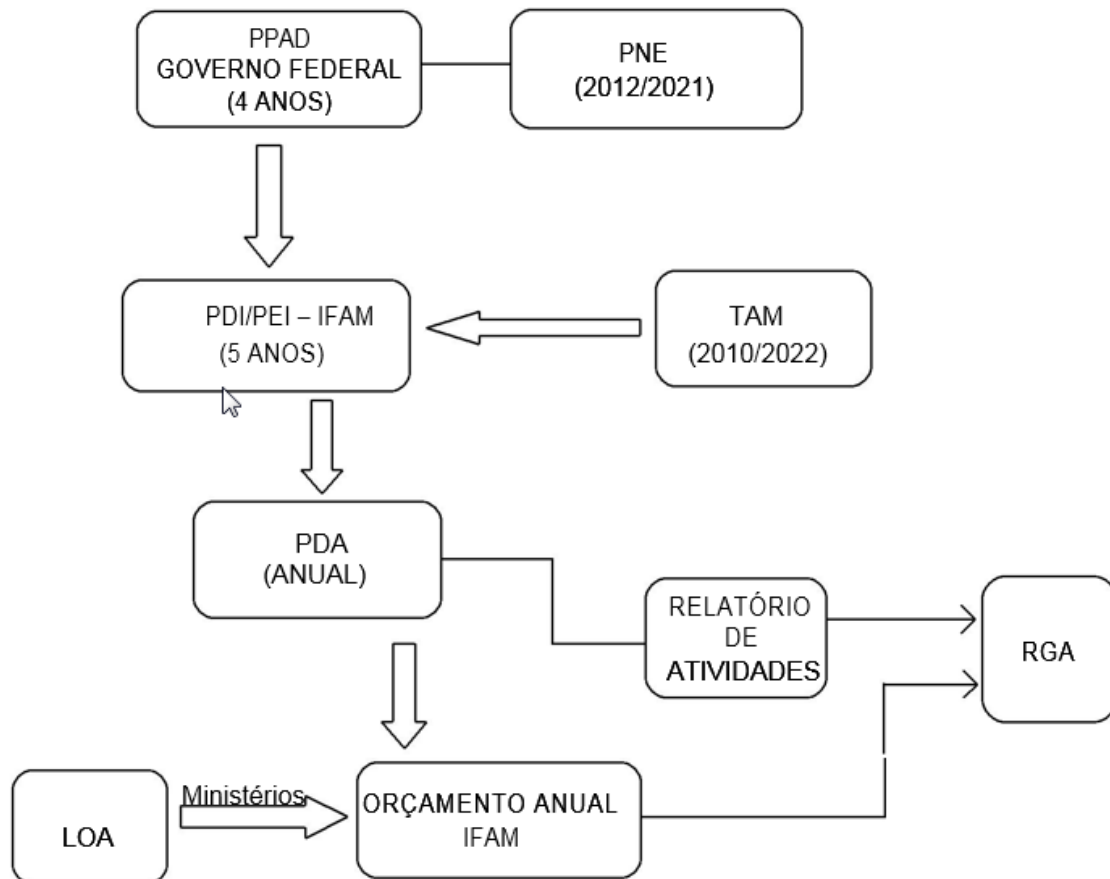 PPAD
GOVERNO FEDERAL
(4 ANOS)
PNE
(2012/2021)
PDI/PEI – IFAM
(5 ANOS)
TAM
(2010/2022)
PDA
(ANUAL)
RELATÓRIO
DE
ATIVIDADES
RGA
LOA
Ministérios
ORÇAMENTO ANUAL
IFAM